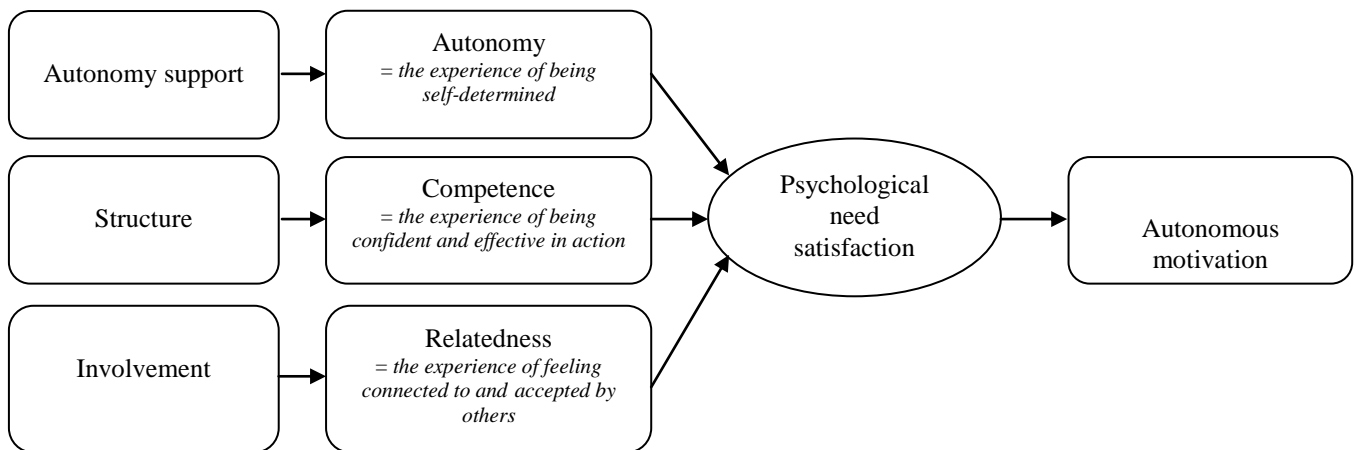 Autonomy support
Autonomy
= the experience of being
self-determined
Structure
Competence
= the experience of being
confident and effective in action
Involvement
Relatedness
= the experience of feeling
connected to and accepted by
others
Psychological
need
satisfaction
Autonomous
motivation